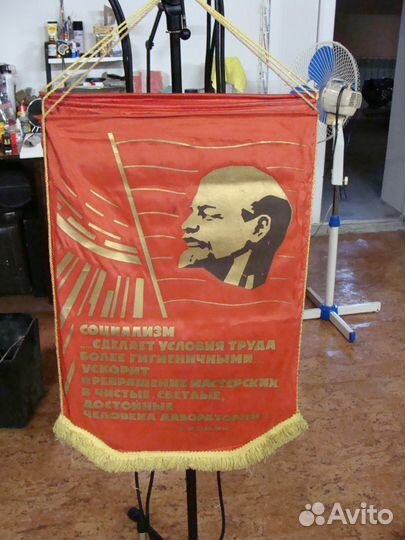 СОЦИАЛИЗМ
...СДЕЛАЕТ УСЛОВИЯ ТРУДА
БОЛЕЕ ГИГИЕНИЧНЫМИ
УСКОРИТ
ПРЕВРАЩЕНИЕ МАСТЕРСКИХ
В ЧИСТЫЕ, СВЕТЛЫЕ,
ДОСТОЙНЫЕ
ЧЕЛОВЕКА ЛАБОРАТОРИИ
Avito